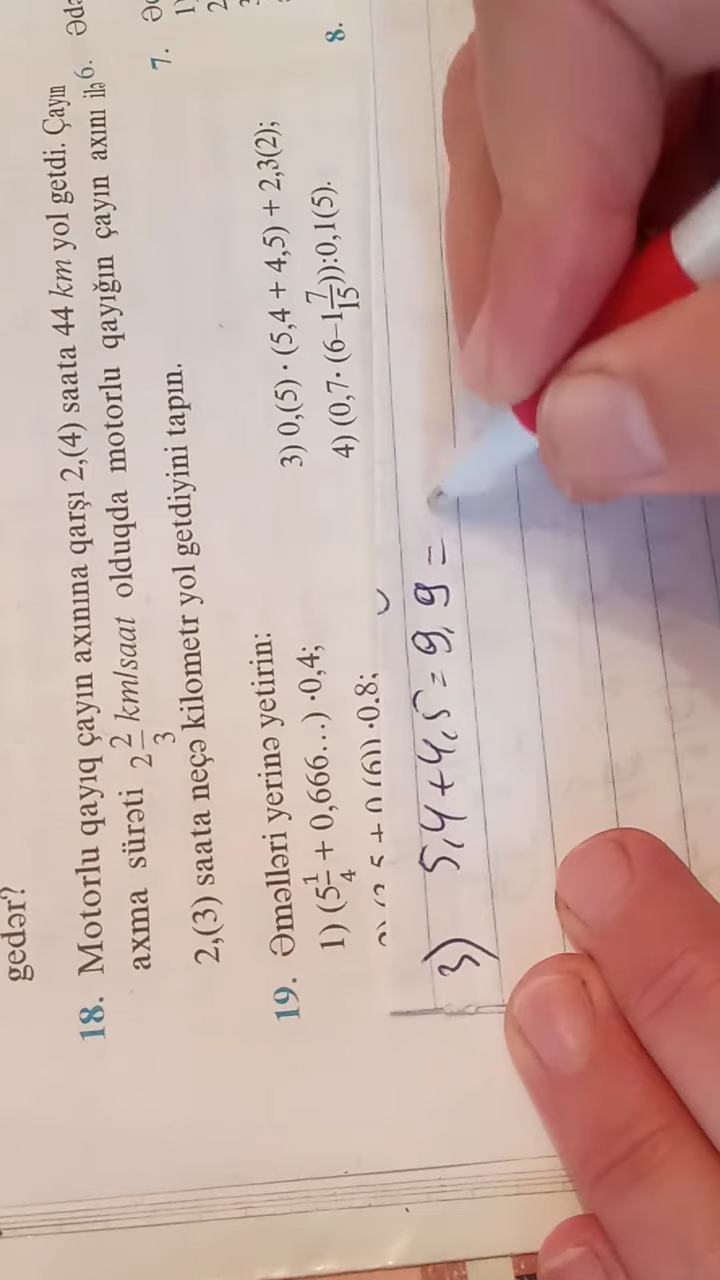 gedər?
18. Motorlu qayıq çayın axınına qarşı 2,(4) saata 44 km yol getdi. Çayın
axma sürəti 2 2/3 km/saat olduqda motorlu qayığın çayın axını ilə
2,(3) saata neçə kilometr yol getdiyini tapın.
19. Əməlləri yerinə yetirin:
1) (5 1/4 + 0,666...) ·0,4;
3) 0,(5) · (5,4 + 4,5) + 2,3(2);
4) (0,7· (6–1 7/15)):0,1(5).
6.
7.
8.
3) 5,4+4,5=9,9=